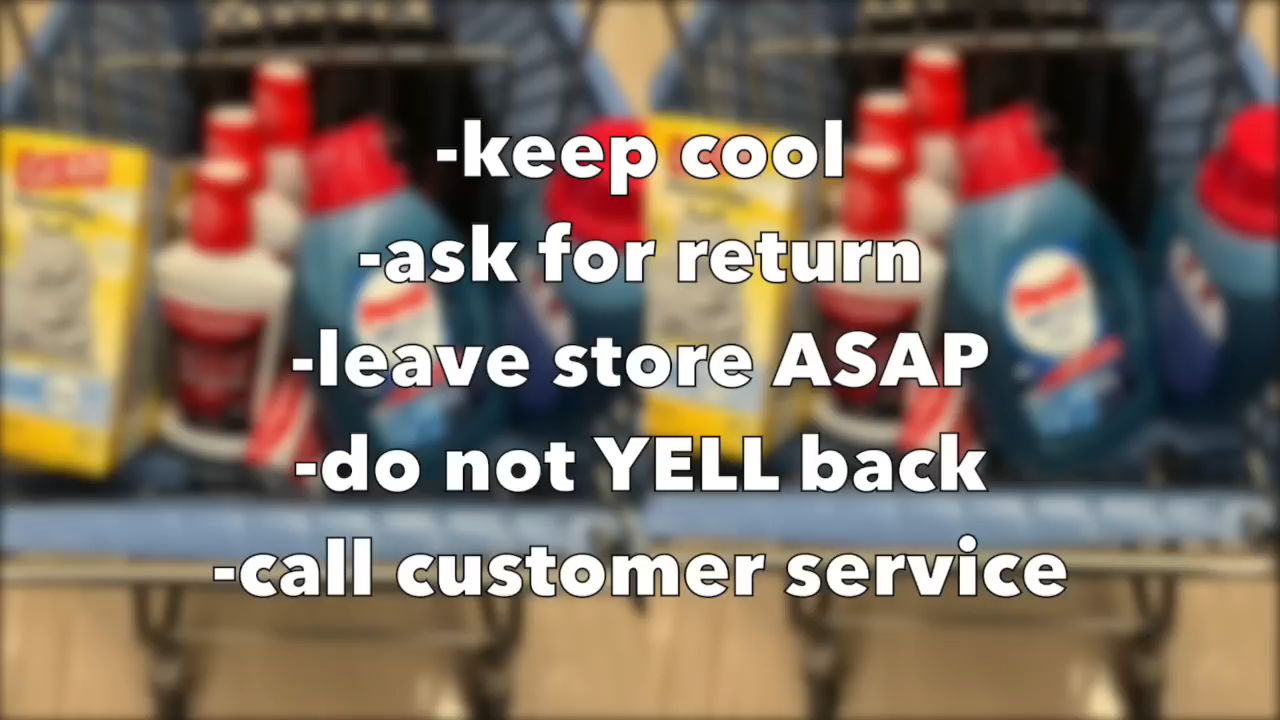 -keep cool
-ask for return
-leave store ASAP
-do not YELL back
-call customer service